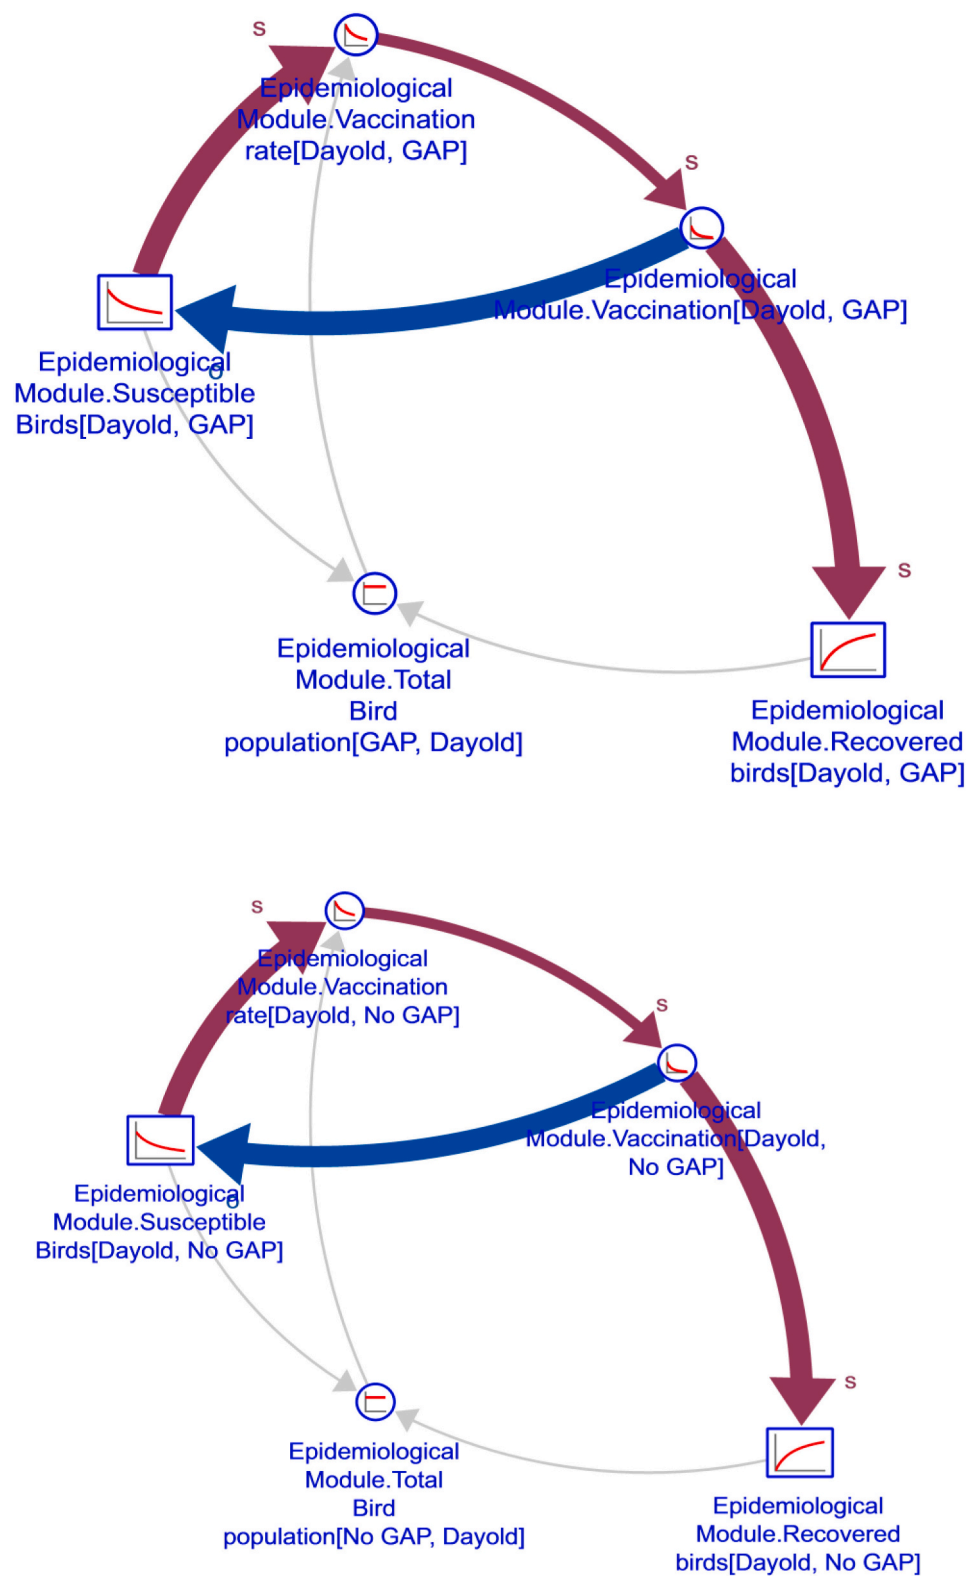 s
Epidemiological
Module.Vaccination
rate[Dayold, GAP]
s
Epidemiological
Module.Vaccination[Dayold, GAP]
Epidemiological
Module.Susceptible
Birds[Dayold, GAP]
o
s
Epidemiological
Module.Total
Bird
population[GAP, Dayold]
Epidemiological
Module.Recovered
birds[Dayold, GAP]
s
Epidemiological
Module.Vaccination
rate[Dayold, No GAP]
s
Epidemiological
Module.Vaccination[Dayold,
No GAP]
Epidemiological
Module.Susceptible
Birds[Dayold, No GAP]
o
s
Epidemiological
Module.Total
Bird
population[No GAP, Dayold]
Epidemiological
Module.Recovered
birds[Dayold, No GAP]